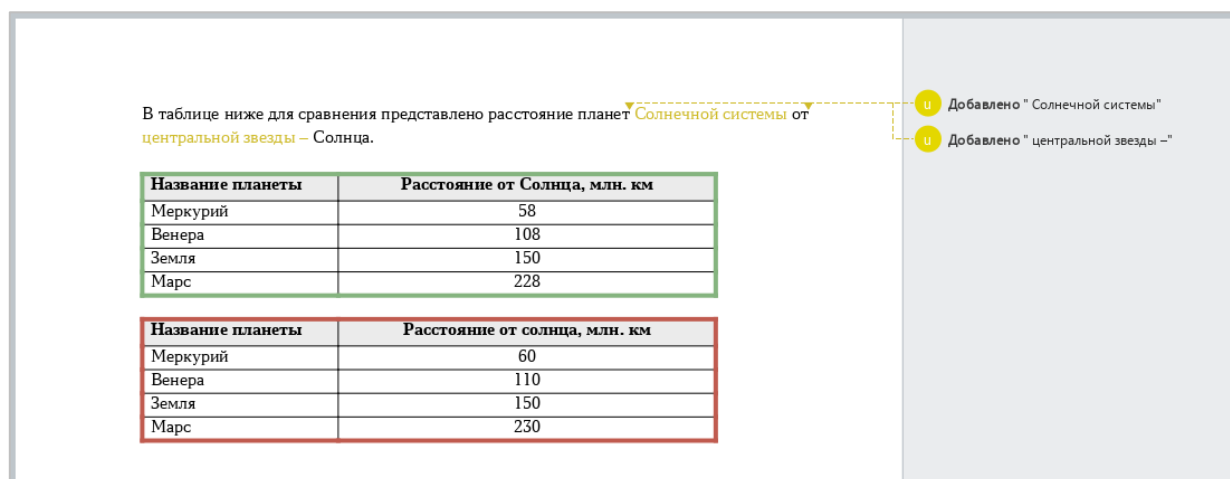 В таблице ниже для сравнения представлено расстояние планет Солнечной системы от
центральной звезды – Солнца.
Название планеты Расстояние от Солнца, млн. км
Меркурий 58
Венера 108
Земля 150
Марс 228
Название планеты Расстояние от солнца, млн. км
Меркурий 60
Венера 110
Земля 150
Марс 230
u Добавлено " Солнечной системы"
u Добавлено " центральной звезды –"